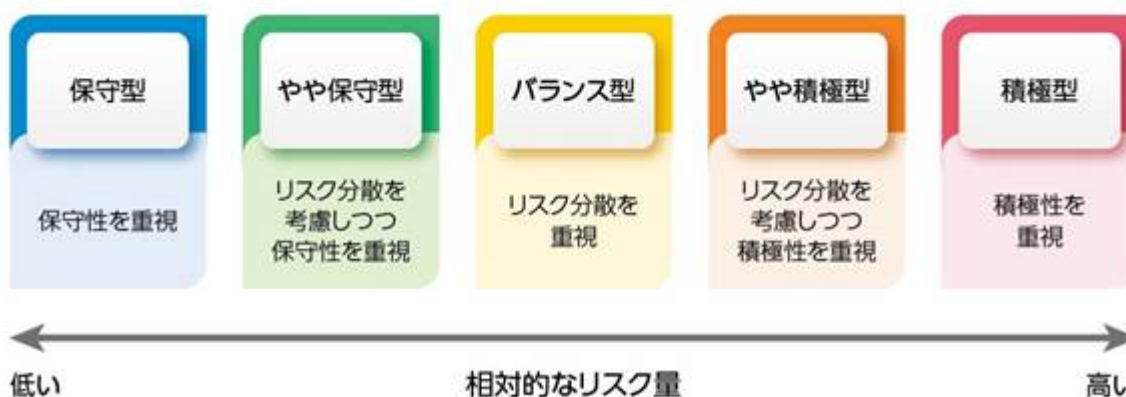 保守型
保守性を重視
やや保守型
リスク分散を
考慮しつつ
保守性を重視
バランス型
リスク分散を
重視
やや積極型
リスク分散を
考慮しつつ
積極性を重視
積極型
積極性を
重視
低い
相対的なリスク量
高い